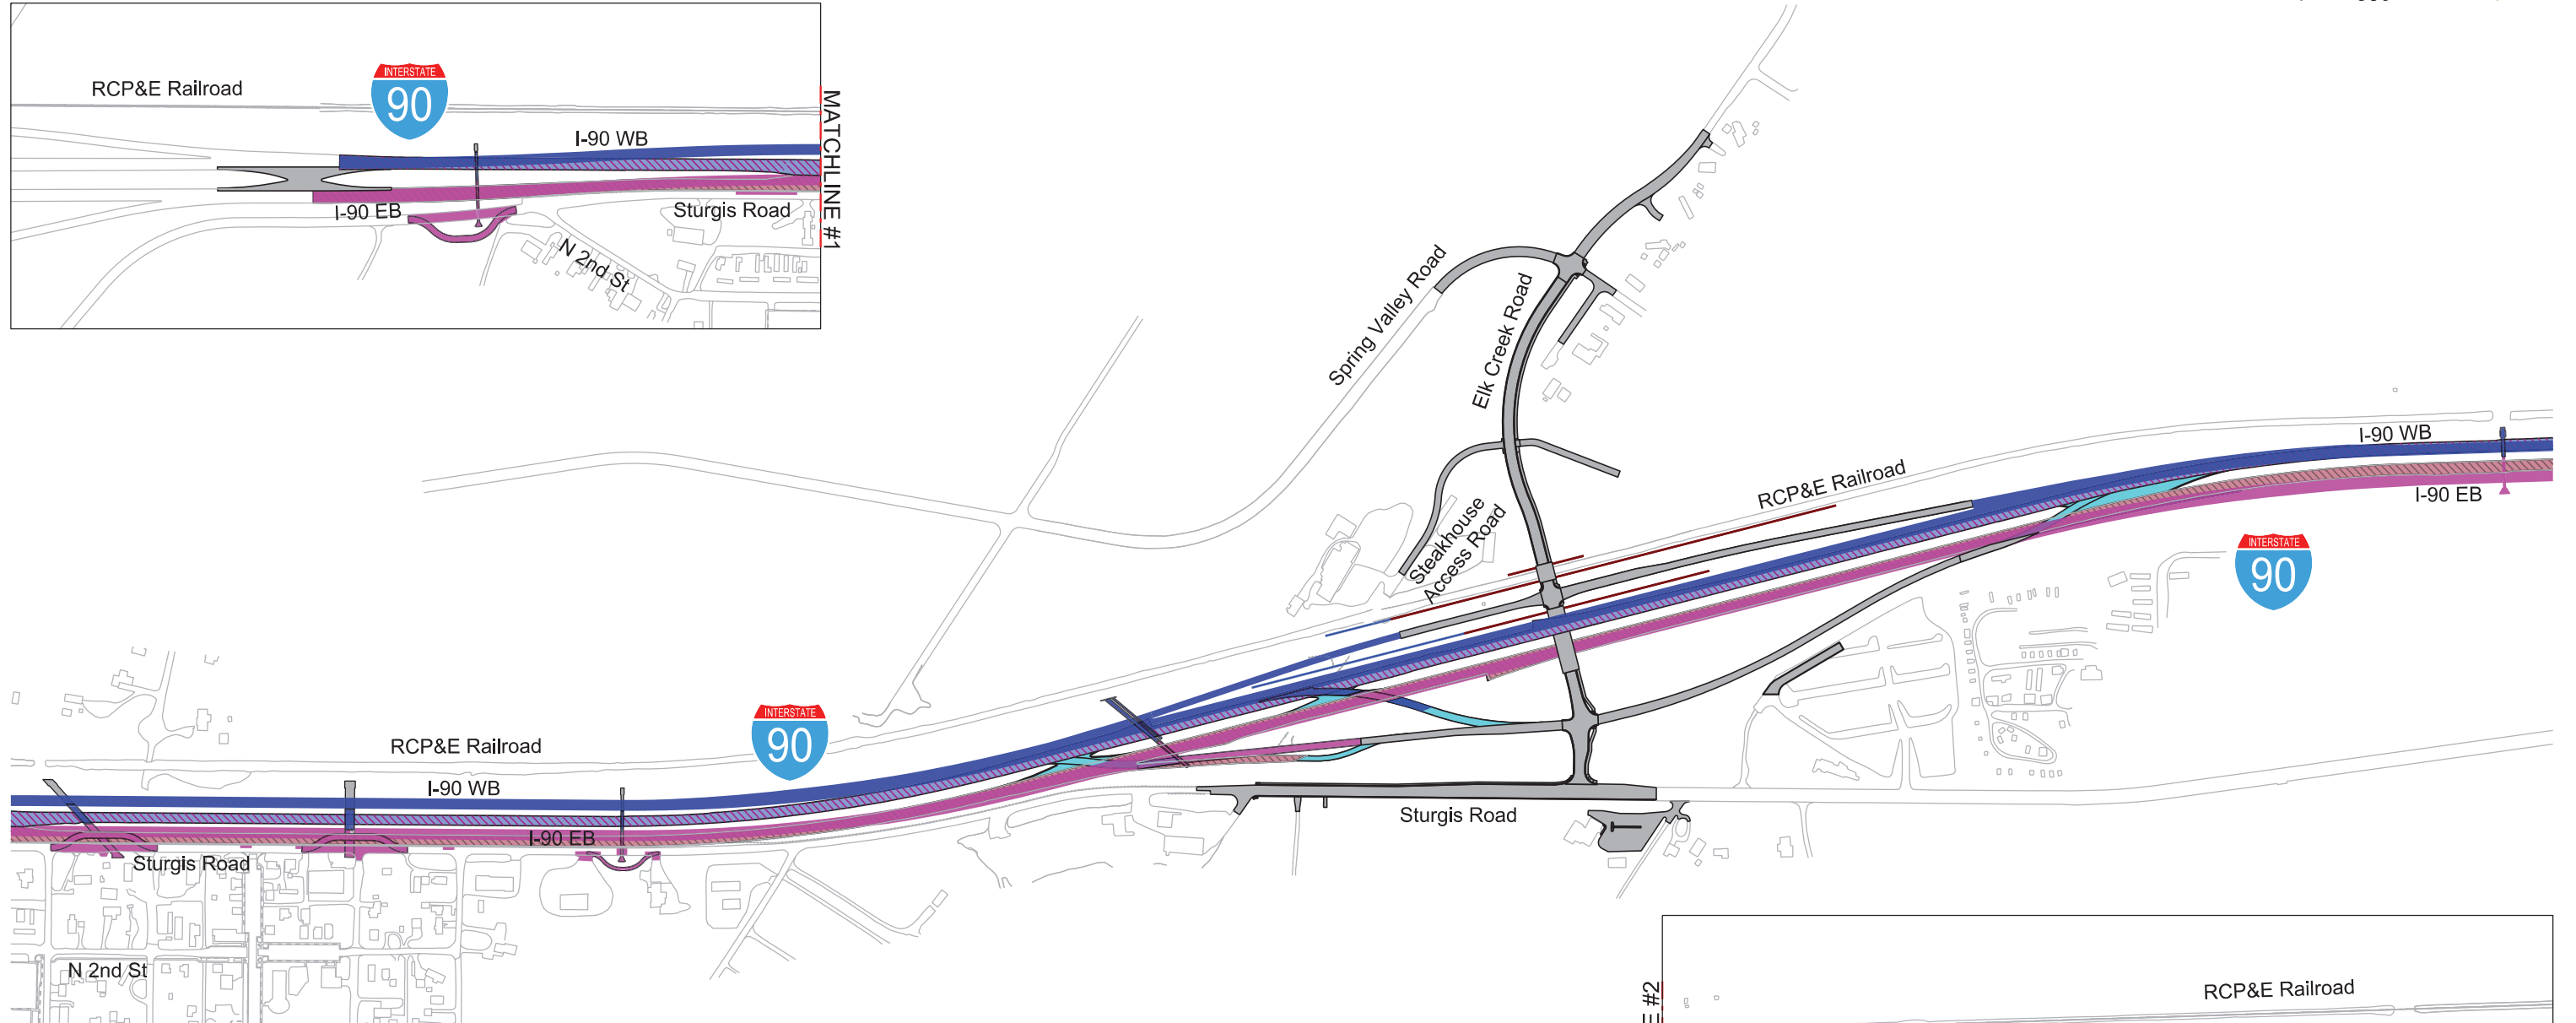 RCP&E Railroad
INTERSTATE
90
I-90 WB
MATCHLINE #1
I-90 EB
Sturgis Road
N 2nd St
Spring Valley Road
Elk Creek Road
Steakhouse
Access Road
RCP&E Railroad
I-90 WB
I-90 EB
INTERSTATE
90
INTERSTATE
90
RCP&E Railroad
I-90 WB
I-90 EB
Sturgis Road
Sturgis Road
N 2nd St
E #2
RCP&E Railroad